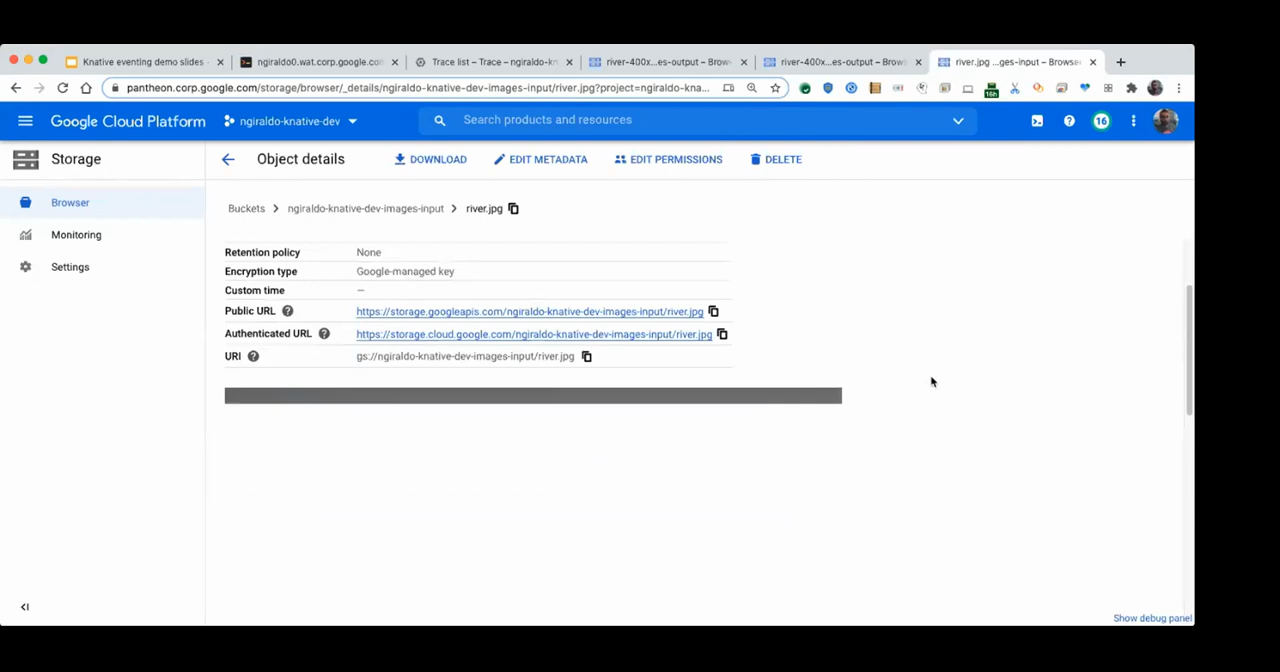 Knative eventing demo slides
ngiraldo0.wat.corp.google.com
Trace list – Trace – ngiraldo-kn
river-400x...es-output – Brows
river-400x...es-output – Brows
river.jpg ...ges-input – Browse
pantheon.corp.google.com/storage/browser/_details/ngiraldo-knative-dev-images-input/river.jpg?project=ngiraldo-kna...
16h
Google Cloud Platform
ngiraldo-knative-dev
Search products and resources
16
Storage
Object details
DOWNLOAD
EDIT METADATA
EDIT PERMISSIONS
DELETE
Browser
Monitoring
Settings
Buckets > ngiraldo-knative-dev-images-input > river.jpg
Retention policy None
Encryption type Google-managed key
Custom time —
Public URL https://storage.googleapis.com/ngiraldo-knative-dev-images-input/river.jpg
Authenticated URL https://storage.cloud.google.com/ngiraldo-knative-dev-images-input/river.jpg
URI gs://ngiraldo-knative-dev-images-input/river.jpg
Show debug panel